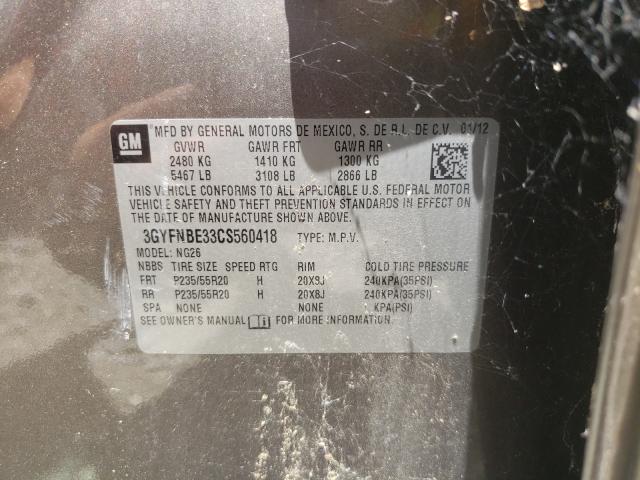 GM
MFD BY GENERAL MOTORS DE MEXICO, S. DE R.L. DE C.V. 01/12
GVWR GAWR FRT GAWR RR
2480 KG 1410 KG 1300 KG
5467 LB 3108 LB 2866 LB
THIS VEHICLE CONFORMS TO ALL APPLICABLE U.S. FEDERAL MOTOR
VEHICLE SAFETY AND THEFT PREVENTION STANDARDS IN EFFECT ON
THE DATE OF MANUFACTURE SHOWN ABOVE.
3GYFNBE33CS560418 TYPE: M.P.V.
MODEL: NG26
NBBS TIRE SIZE SPEED RTG RIM COLD TIRE PRESSURE
FRT P235/55R20 H 20X8J 240KPA(35PSI)
RR P235/55R20 H 20X8J 240KPA(35PSI)
SPA NONE NONE KPA(PSI)
SEE OWNER'S MANUAL FOR MORE INFORMATION.